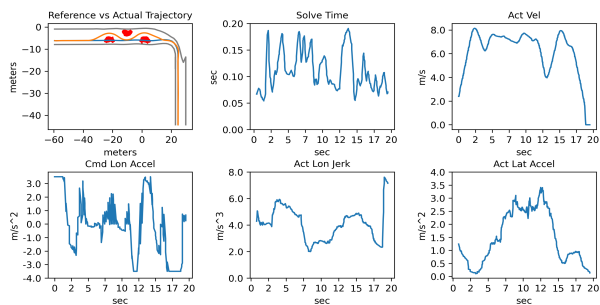 Reference vs Actual Trajectory
0
−10
−20
−30
−40
meters
−60 −40 −20 0 20
meters
Solve Time
0.20
0.15
0.10
0.05
0.00
sec
0 2 5 7 10 12 15 17 20
sec
Act Vel
8.0
6.0
4.0
2.0
0.0
m/s
0 2 5 7 10 12 15 17 20
sec
Cmd Lon Accel
3.0
2.0
1.0
0.0
-1.0
-2.0
-3.0
-4.0
m/s^2
0 2 5 7 10 12 15 17 20
sec
Act Lon Jerk
8.0
6.0
4.0
2.0
0.0
m/s^3
0 2 5 7 10 12 15 17 20
sec
Act Lat Accel
4.0
3.5
3.0
2.5
2.0
1.5
1.0
0.5
0.0
m/s^2
0 2 5 7 10 12 15 17 20
sec